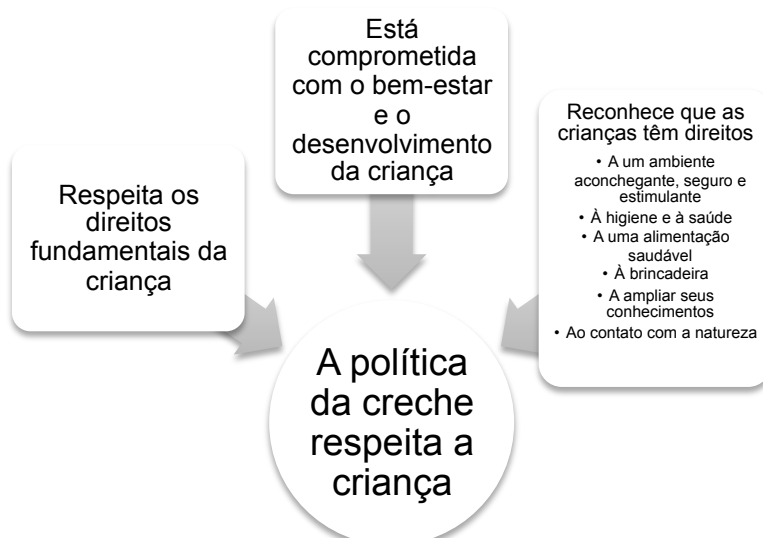 Está
comprometida
com o bem-estar
e o
desenvolvimento
da criança
Respeita os
direitos
fundamentais da
criança
Reconhece que as
crianças têm direitos
• A um ambiente
aconchegante, seguro e
estimulante
• À higiene e à saúde
• A uma alimentação
saudável
• À brincadeira
• A ampliar seus
conhecimentos
• Ao contato com a natureza
A política
da creche
respeita a
criança